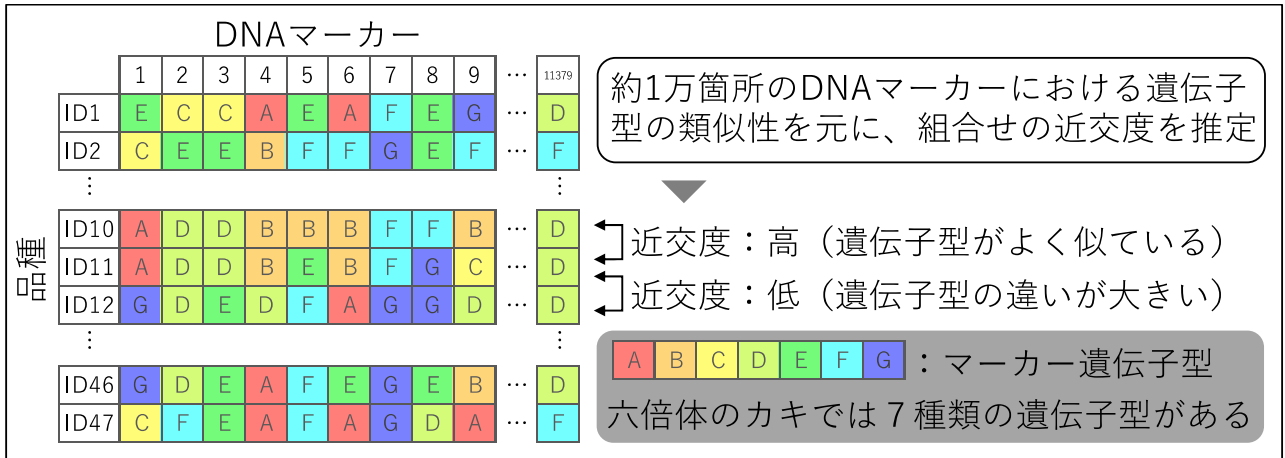 DNAマーカー
1 2 3 4 5 6 7 8 9 … 11379
ID1 E C C A E A F E G … D
ID2 C E E B F F G E F … F
⋮ ⋮
品種
ID10 A D D B B B F F B … D
ID11 A D D B E B F G C … D
ID12 G D E D F A G G D … D
⋮ ⋮
ID46 G D E A F E G E B … D
ID47 C F E A F A G D A … F
約1万箇所のDNAマーカーにおける遺伝子
型の類似性を元に、組合せの近交度を推定
近交度：高（遺伝子型がよく似ている）
近交度：低（遺伝子型の違いが大きい）
A B C D E F G：マーカー遺伝子型
六倍体のカキでは７種類の遺伝子型がある